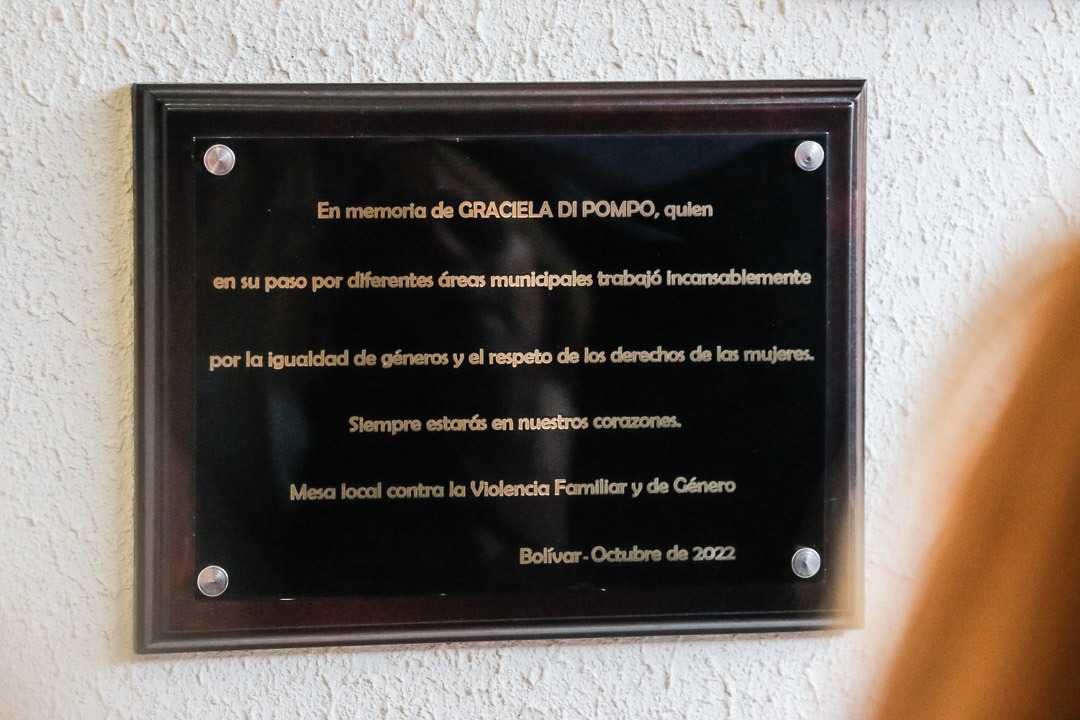 En memoria de GRACIELA DI POMPO, quien
en su paso por diferentes áreas municipales trabajó incansablemente
por la igualdad de géneros y el respeto de los derechos de las mujeres.
Siempre estarás en nuestros corazones.
Mesa local contra la Violencia Familiar y de Género
Bolívar - Octubre de 2022